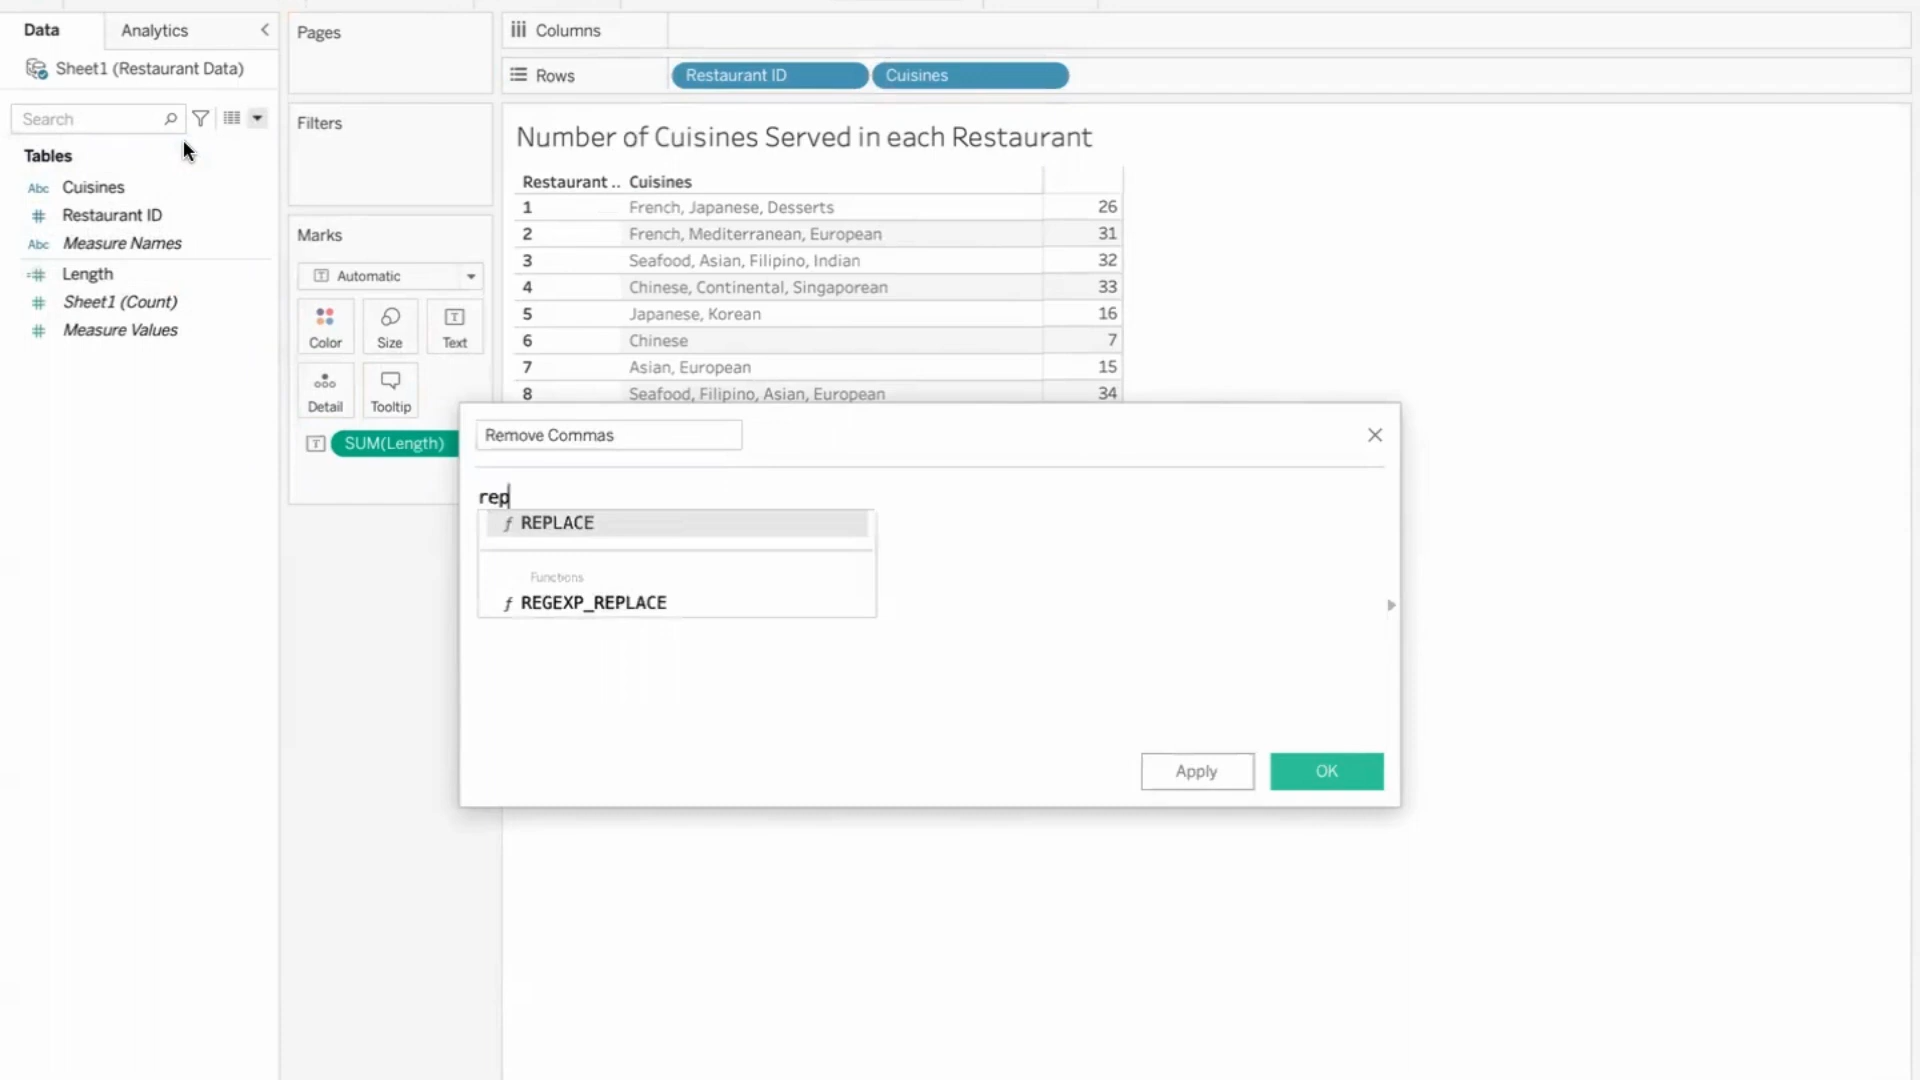 Data
Analytics
Sheet1 (Restaurant Data)
Search
Tables
Abc Cuisines
# Restaurant ID
Abc Measure Names
=# Length
# Sheet1 (Count)
# Measure Values
Pages
Filters
Marks
Automatic
Color Size Text
Detail Tooltip
SUM(Length)
Columns
Rows Restaurant ID Cuisines
Number of Cuisines Served in each Restaurant
Restaurant .. Cuisines
1 French, Japanese, Desserts 26
2 French, Mediterranean, European 31
3 Seafood, Asian, Filipino, Indian 32
4 Chinese, Continental, Singaporean 33
5 Japanese, Korean 16
6 Chinese 7
7 Asian, European 15
8 Seafood, Filipino, Asian, European 34
Remove Commas
rep
ƒ REPLACE
Functions
ƒ REGEXP_REPLACE
Apply OK